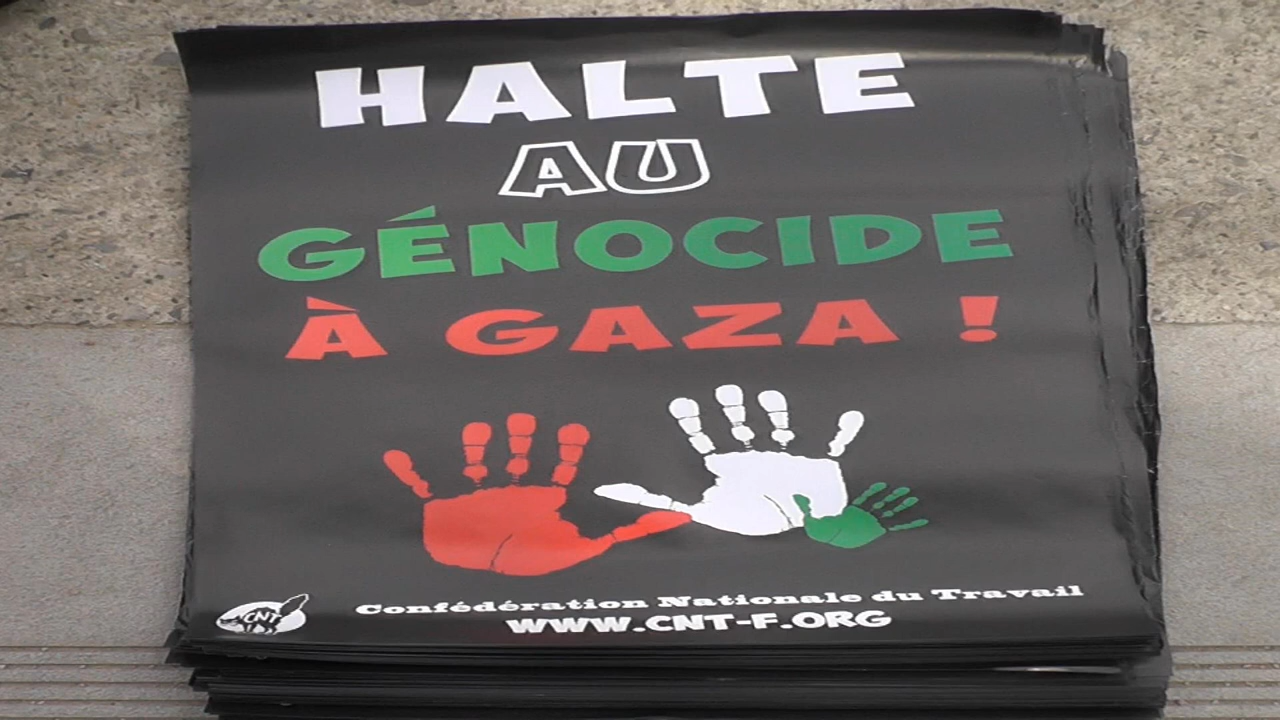 HALTE
AU
GÉNOCIDE
À GAZA !
CNT
Confédération Nationale du Travail
WWW.CNT-F.ORG